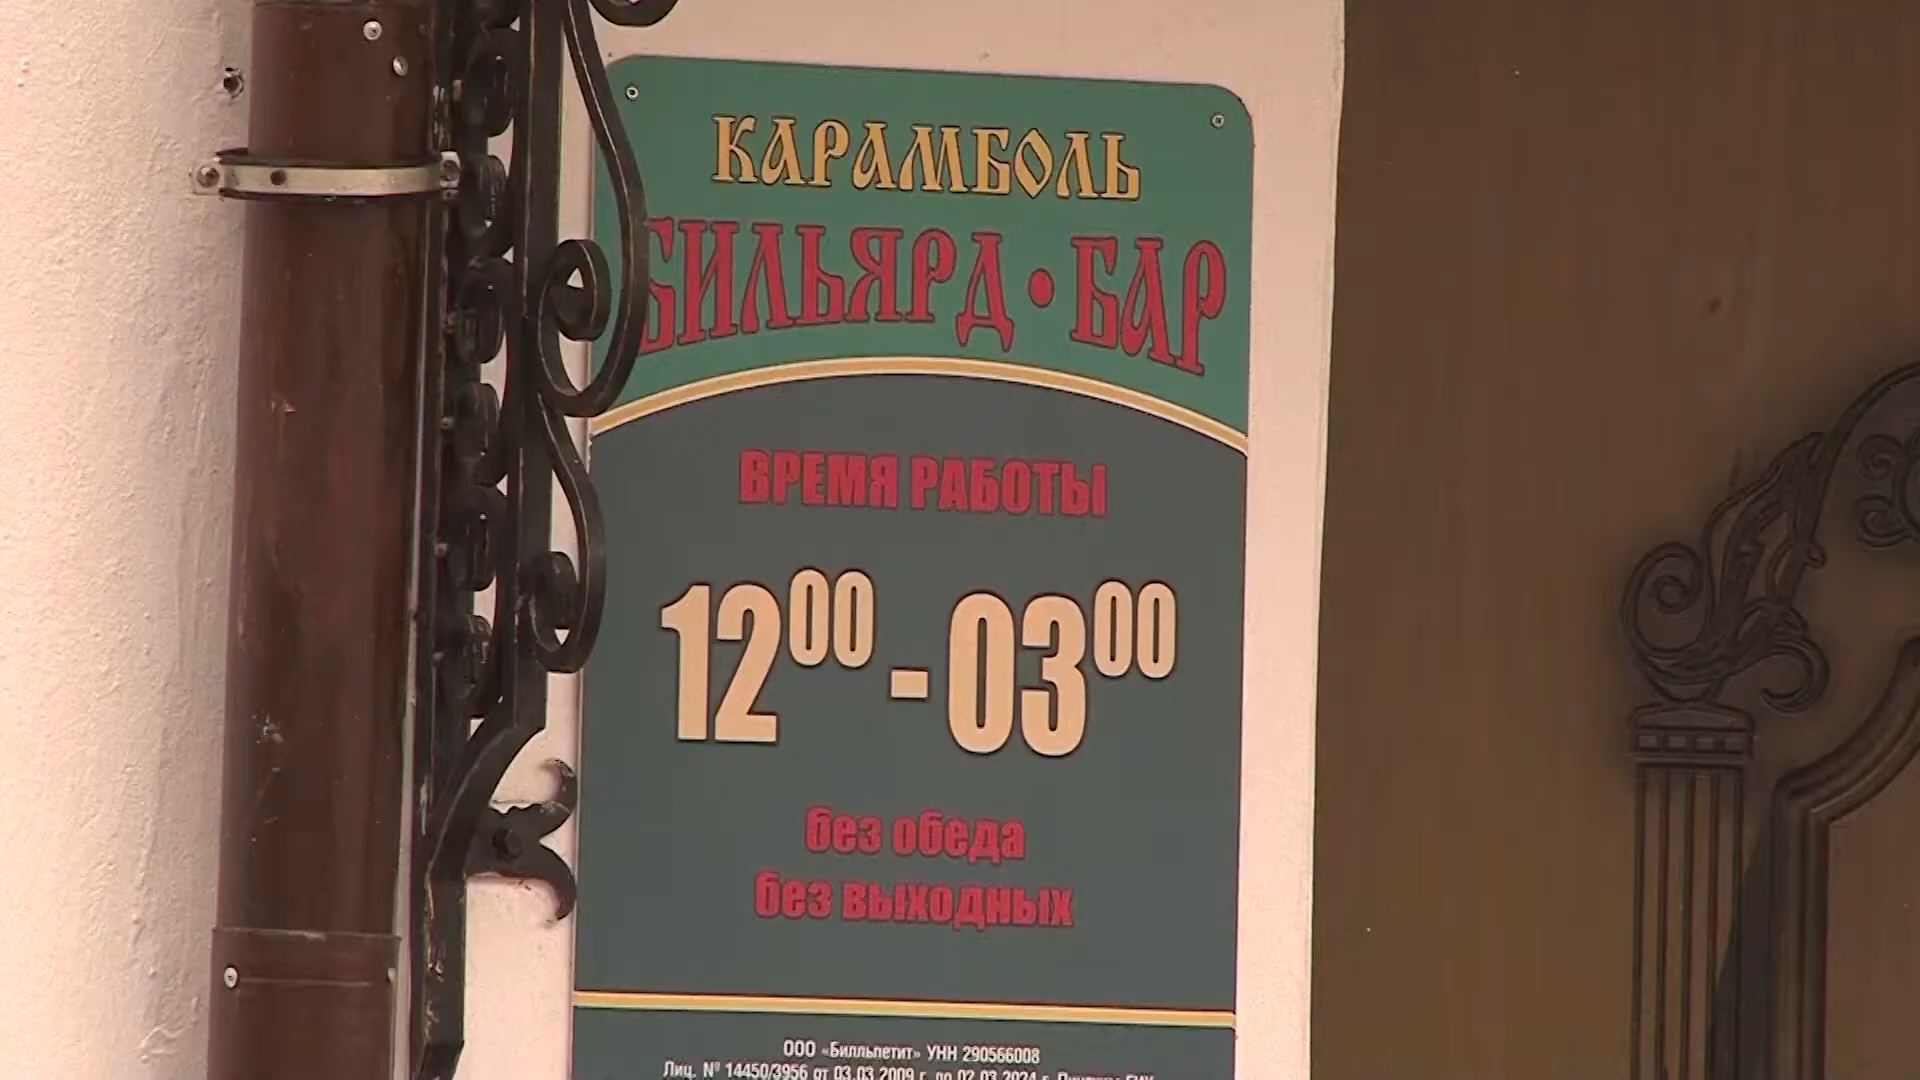 КАРАМБОЛЬ
БИЛЬЯРД • БАР
ВРЕМЯ РАБОТЫ
12⁰⁰ - 03⁰⁰
без обеда
без выходных
ООО «Билльпетит» УНН 290566008
Лиц. № 14450/3956 от 03.03.2009 г. до 02.03.2024 г.